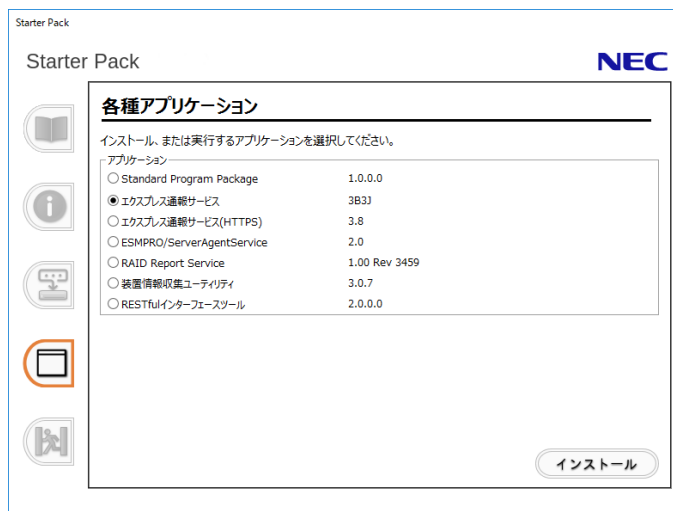 Starter Pack
Starter Pack
NEC
各種アプリケーション
インストール、または実行するアプリケーションを選択してください。
アプリケーション
Standard Program Package 1.0.0.0
エクスプレス通報サービス 3B3J
エクスプレス通報サービス(HTTPS) 3.8
ESMPRO/ServerAgentService 2.0
RAID Report Service 1.00 Rev 3459
装置情報収集ユーティリティ 3.0.7
RESTfulインターフェースツール 2.0.0.0
インストール